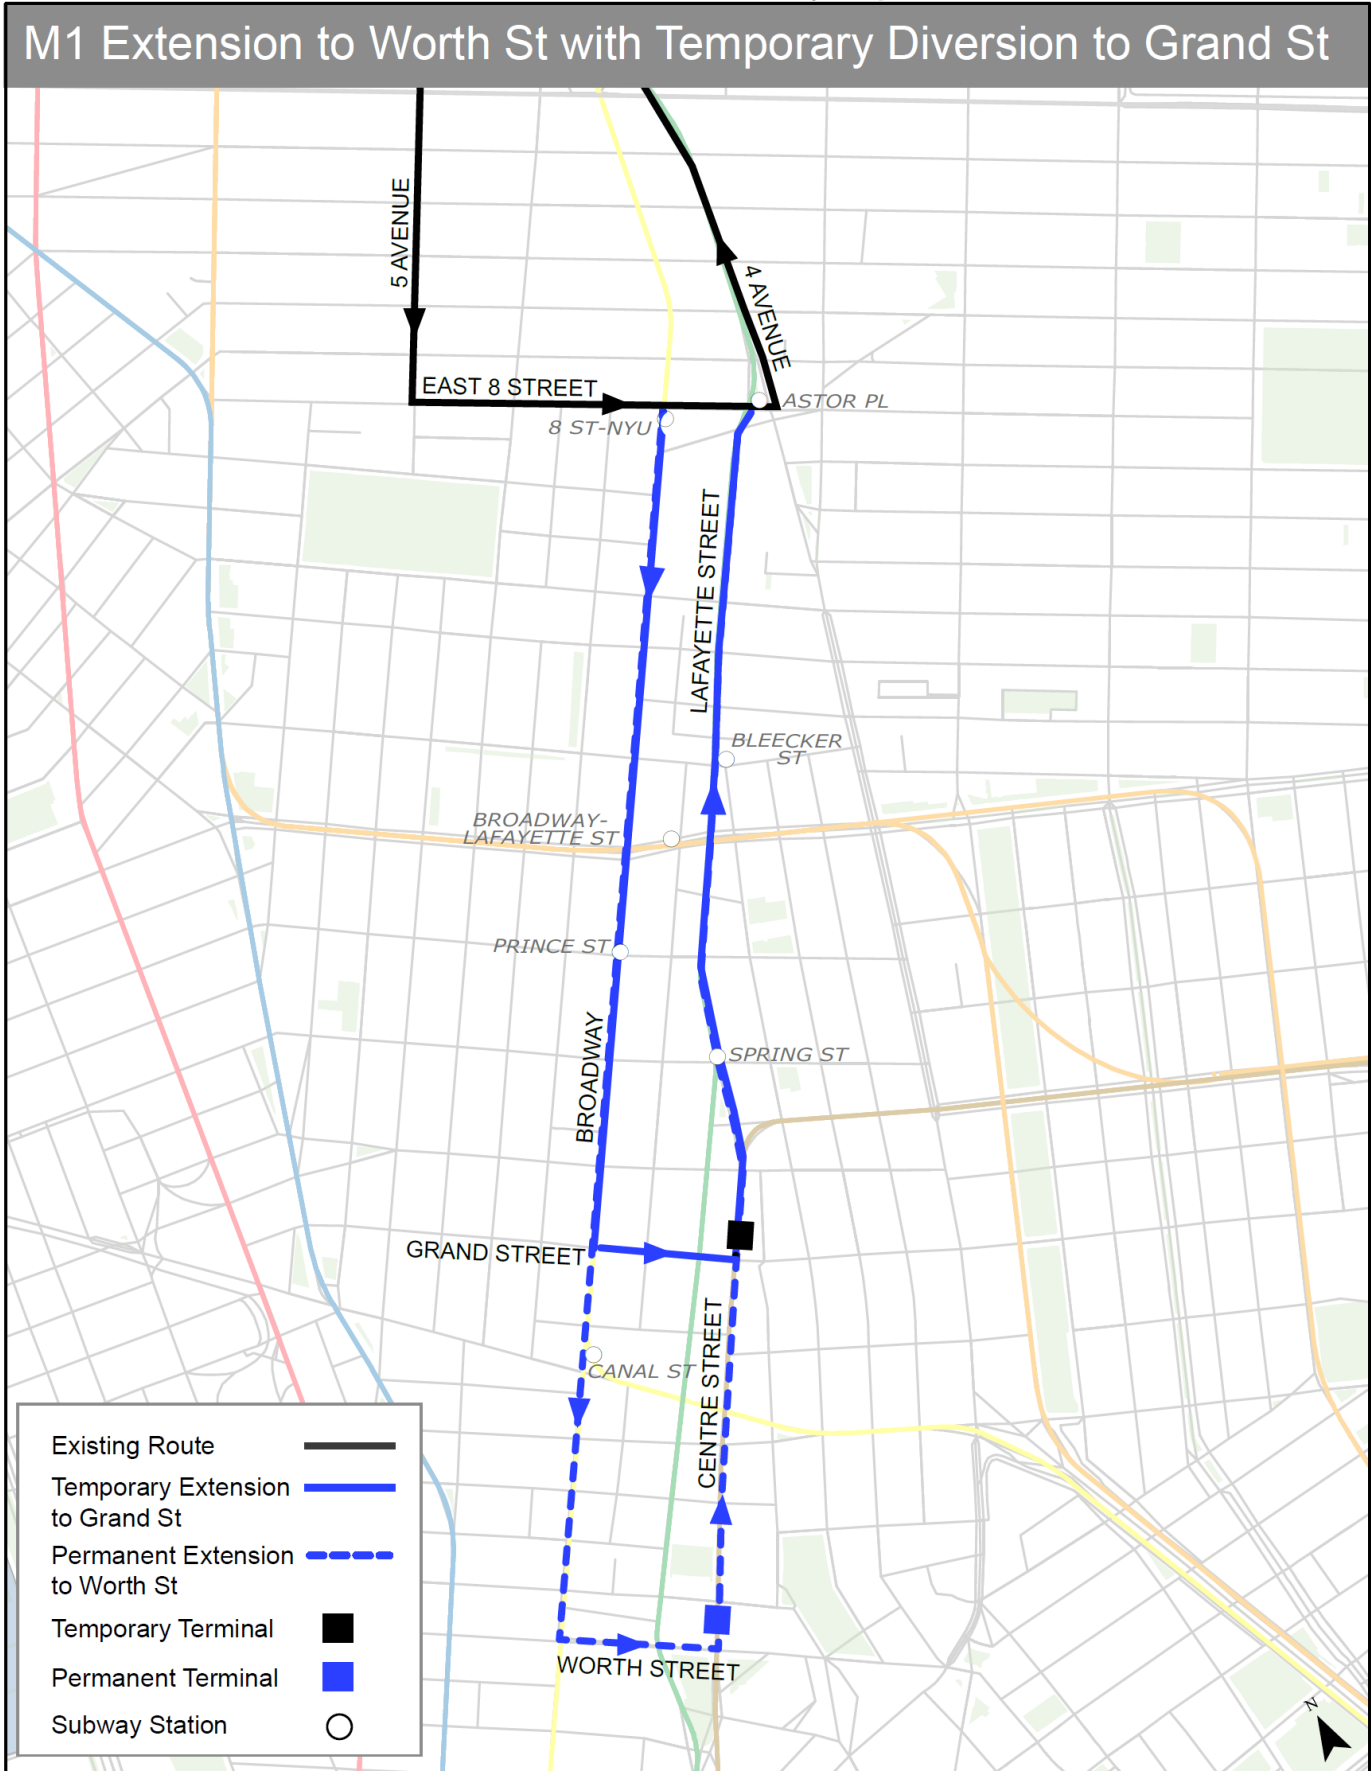 M1 Extension to Worth St with Temporary Diversion to Grand St
5 AVENUE
4 AVENUE
EAST 8 STREET
ASTOR PL
8 ST-NYU
LAFAYETTE STREET
BLEECKER
ST
BROADWAY-
LAFAYETTE ST
PRINCE ST
BROADWAY
SPRING ST
GRAND STREET
CANAL ST
CENTRE STREET
WORTH STREET
Existing Route
Temporary Extension
to Grand St
Permanent Extension
to Worth St
Temporary Terminal
Permanent Terminal
Subway Station
N